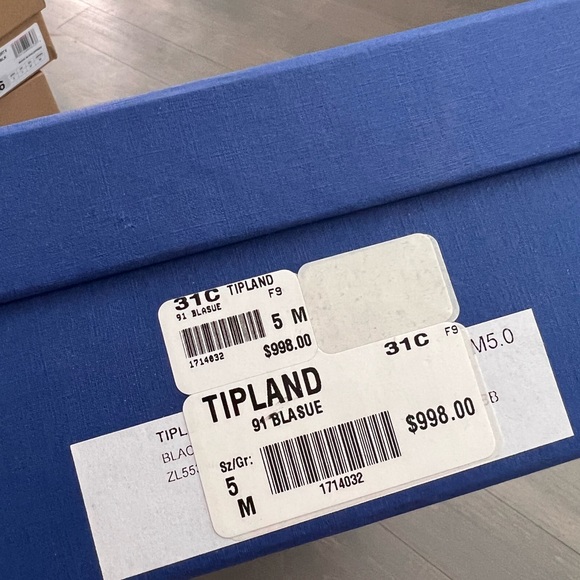 31C TIPLAND
91 BLASUE F9
5 M
1714032 $998.00
31C F9
TIPLAND
91 BLASUE
$998.00
Sz/Gr:
5
M
1714032
M5.0
TIPL
BLAC
ZL55
B
6